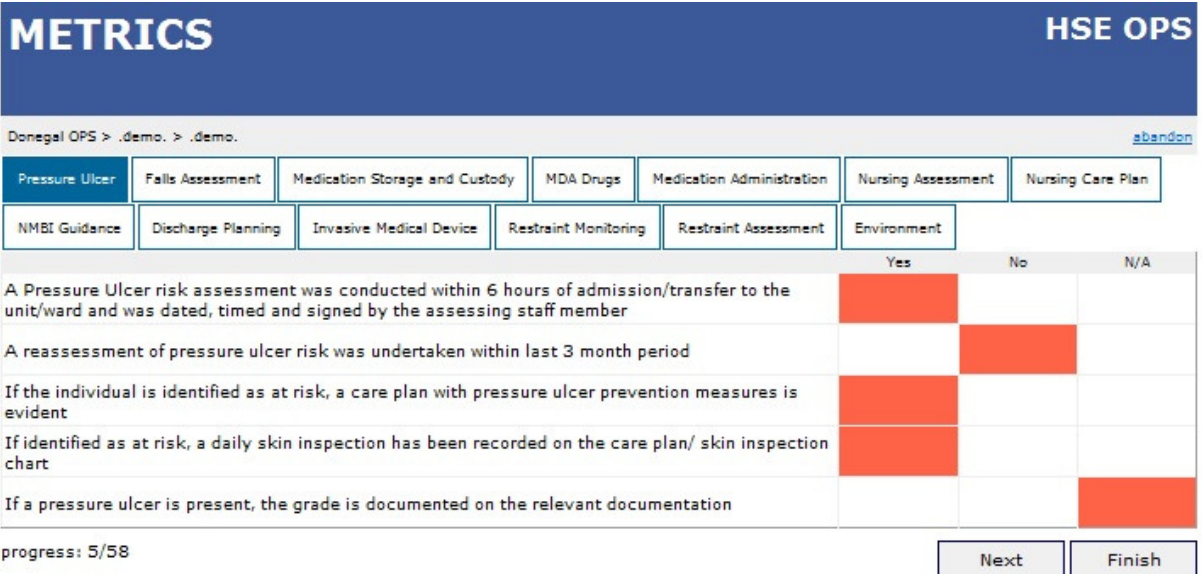 METRICS
HSE OPS
Donegal OPS > .demo. > .demo.
abandon
Pressure Ulcer
Falls Assessment
Medication Storage and Custody
MDA Drugs
Medication Administration
Nursing Assessment
Nursing Care Plan
NMBI Guidance
Discharge Planning
Invasive Medical Device
Restraint Monitoring
Restraint Assessment
Environment
Yes
No
N/A
A Pressure Ulcer risk assessment was conducted within 6 hours of admission/transfer to the
unit/ward and was dated, timed and signed by the assessing staff member
A reassessment of pressure ulcer risk was undertaken within last 3 month period
If the individual is identified as at risk, a care plan with pressure ulcer prevention measures is
evident
If identified as at risk, a daily skin inspection has been recorded on the care plan/ skin inspection
chart
If a pressure ulcer is present, the grade is documented on the relevant documentation
progress: 5/58
Next
Finish